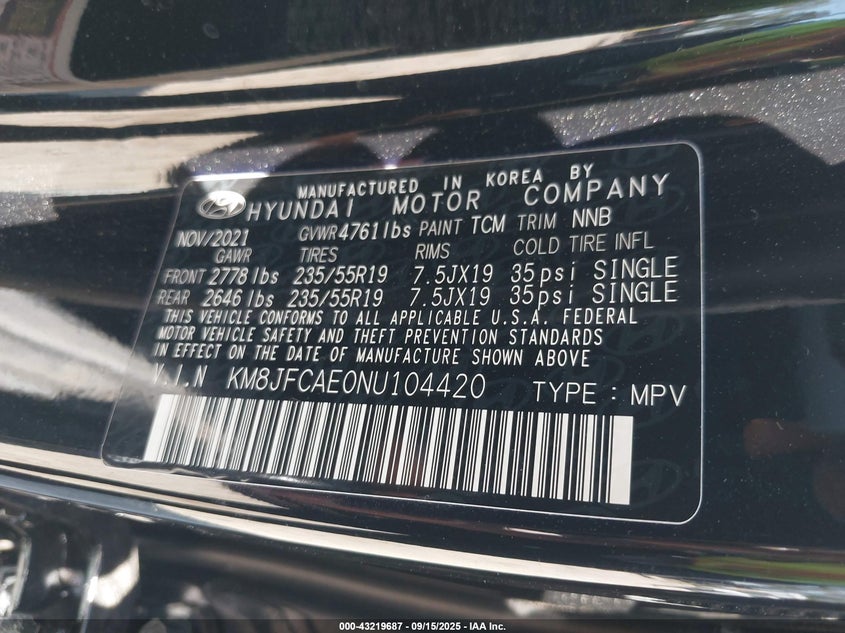 MANUFACTURED IN KOREA BY
HYUNDAI MOTOR COMPANY
NOV/2021 GVWR4761lbs PAINT TCM TRIM NNB
GAWR TIRES RIMS COLD TIRE INFL
FRONT 2778lbs 235/55R19 7.5JX19 35psi SINGLE
REAR 2646lbs 235/55R19 7.5JX19 35psi SINGLE
THIS VEHICLE CONFORMS TO ALL APPLICABLE U.S.A. FEDERAL
MOTOR VEHICLE SAFETY AND THEFT PREVENTION STANDARDS
IN EFFECT ON THE DATE OF MANUFACTURE SHOWN ABOVE
V.I.N KM8JFCAE0NU104420 TYPE : MPV
000-43219687 - 09/15/2025 - IAA Inc.